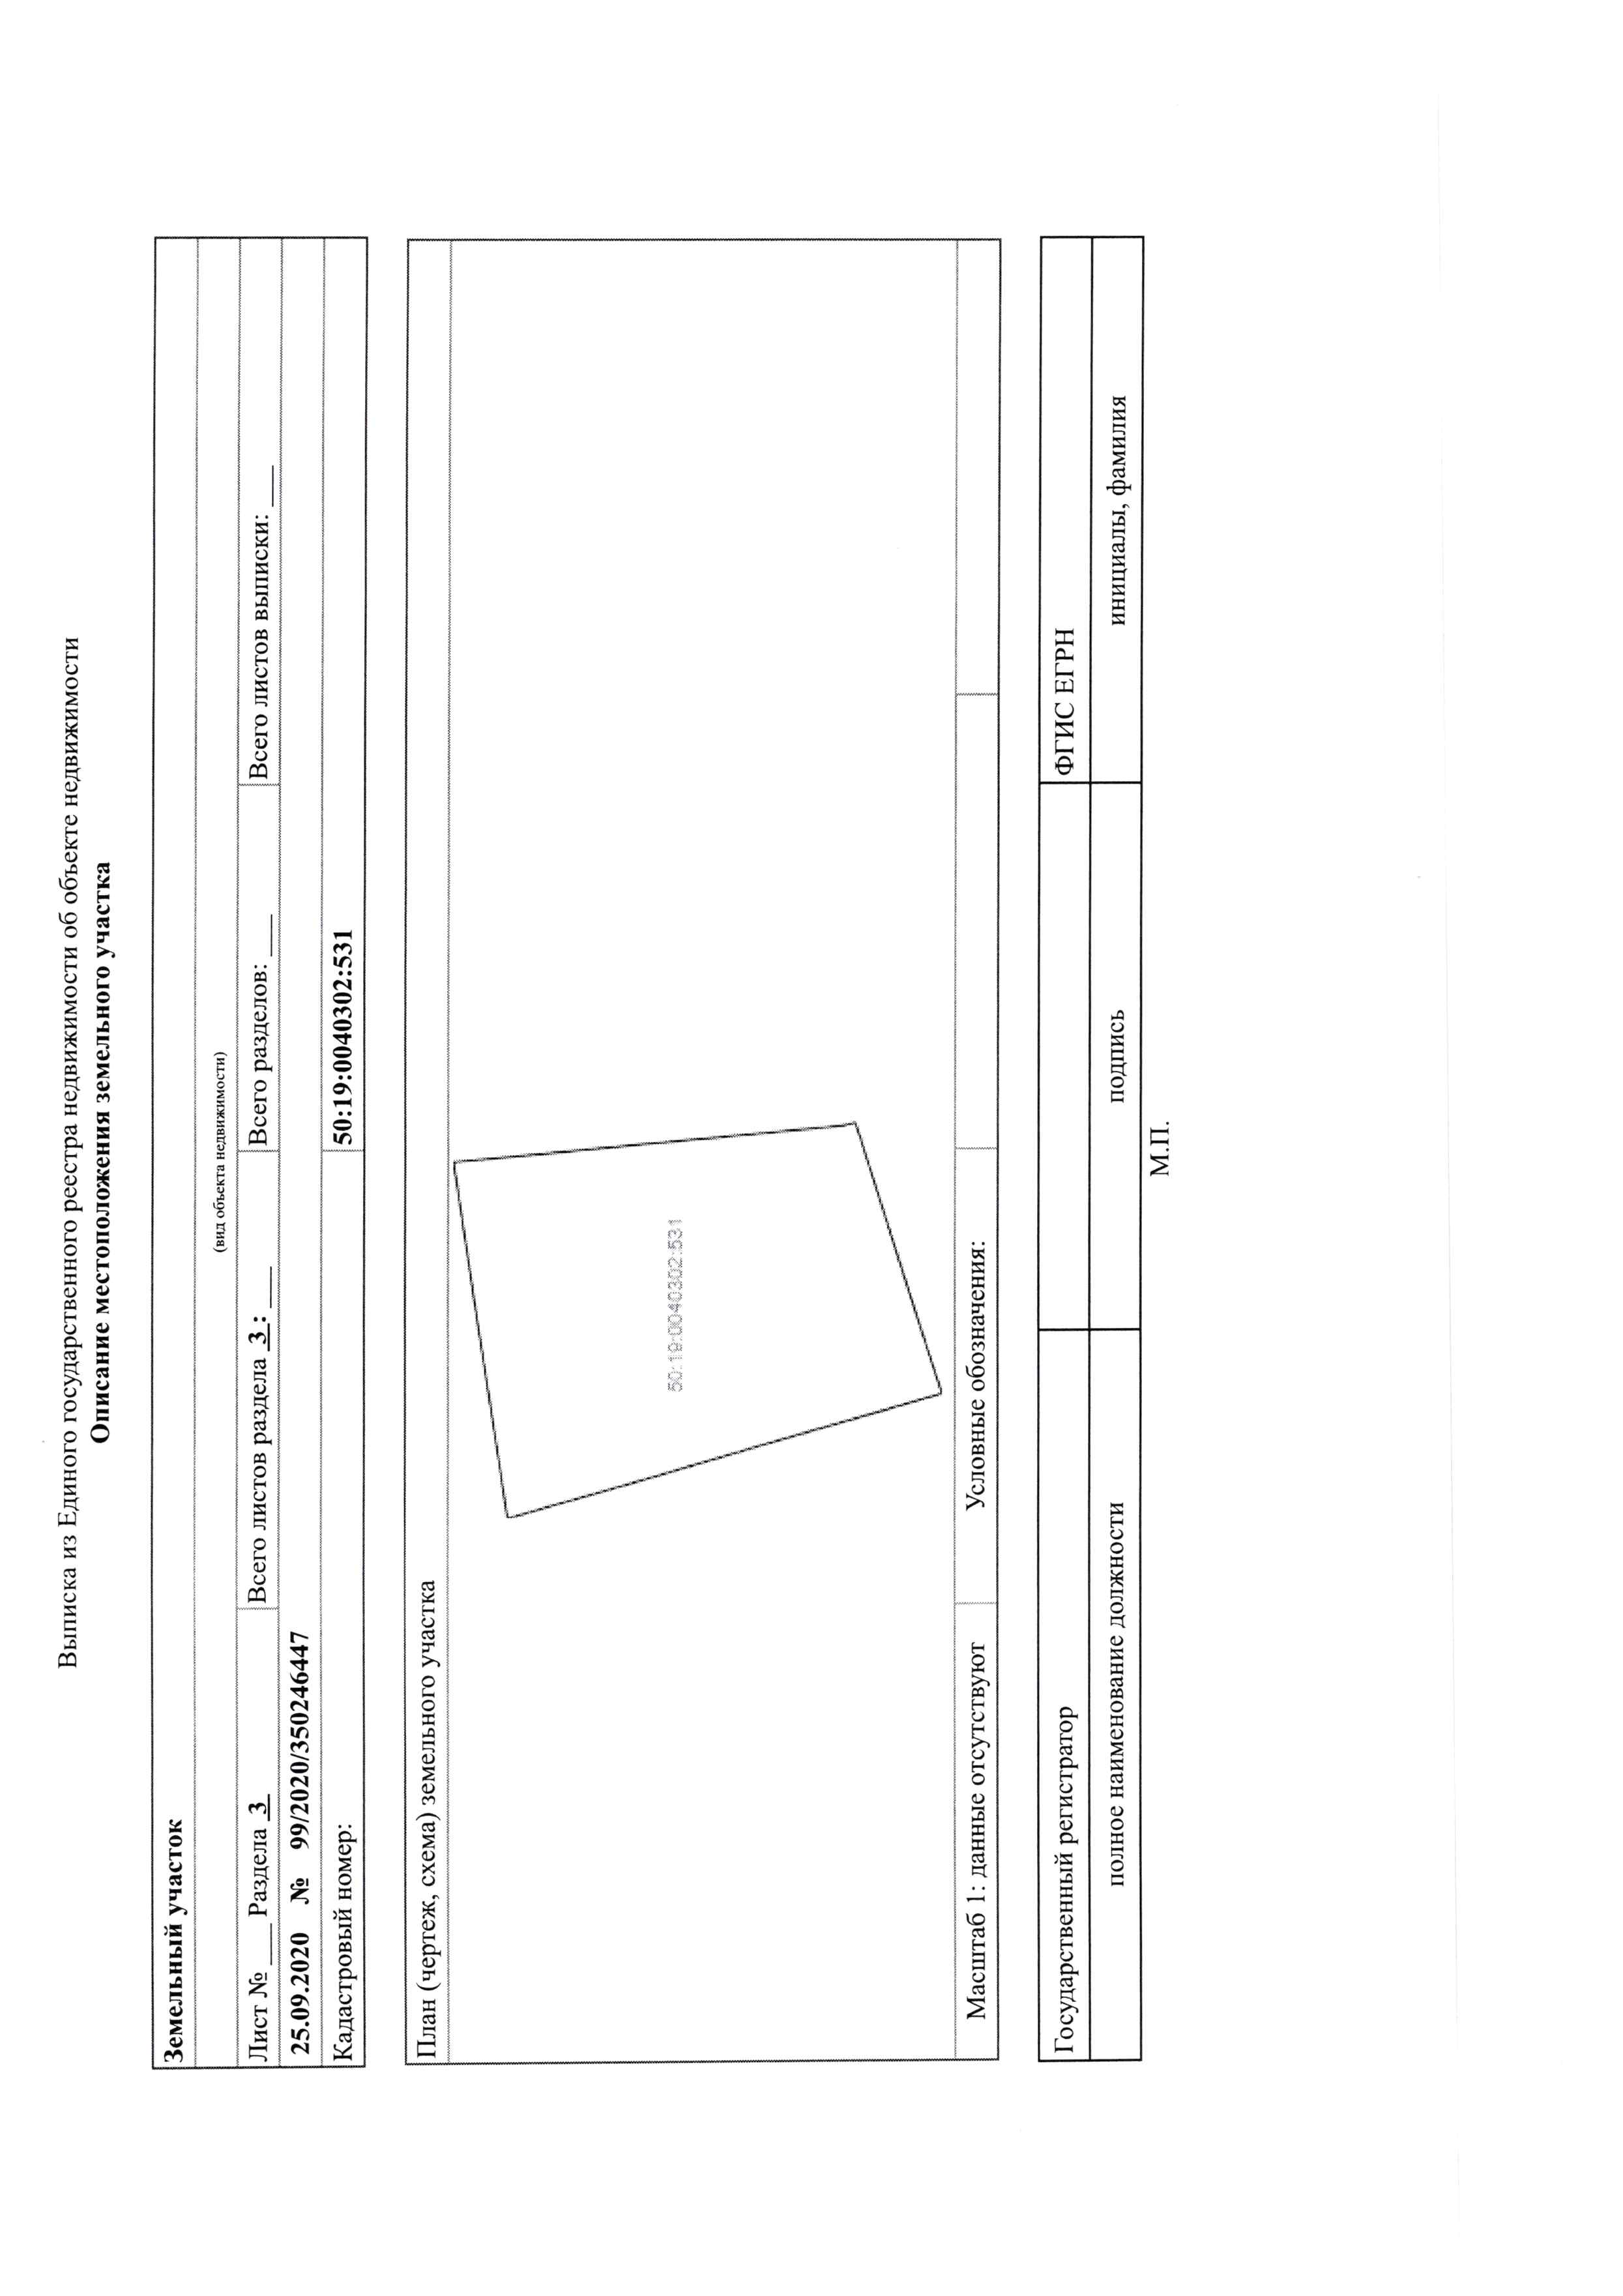 Выписка из Единого государственного реестра недвижимости об объекте недвижимости
Описание местоположения земельного участка
Земельный участок
(вид объекта недвижимости)
Лист № ___ Раздела 3 Всего листов раздела 3 : ___ Всего разделов: ___ Всего листов выписки: ___
25.09.2020 № 99/2020/350246447
Кадастровый номер: 50:19:0040302:531
План (чертеж, схема) земельного участка
50:19:0040302:531
Масштаб 1: данные отсутствуют Условные обозначения:
Государственный регистратор ФГИС ЕГРН
полное наименование должности подпись инициалы, фамилия
М.П.